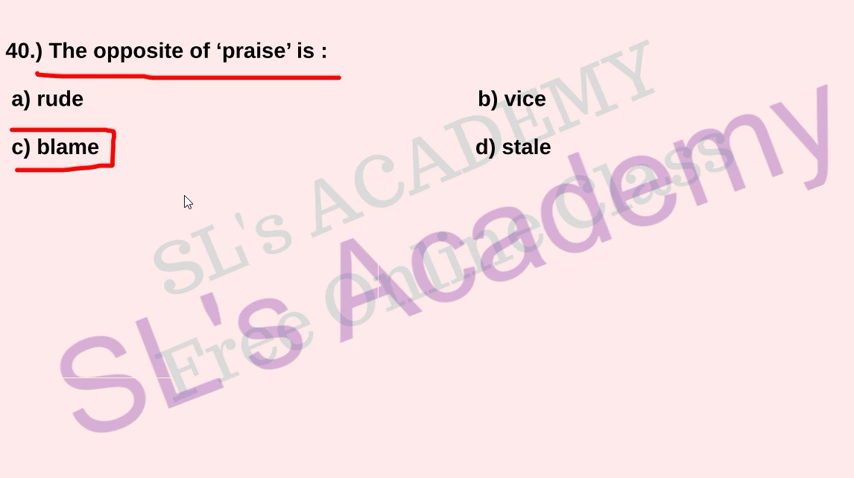 40.) The opposite of ‘praise’ is :
a) rude
b) vice
c) blame
d) stale
SL's ACADEMY
Free Online Class
SL's Academy